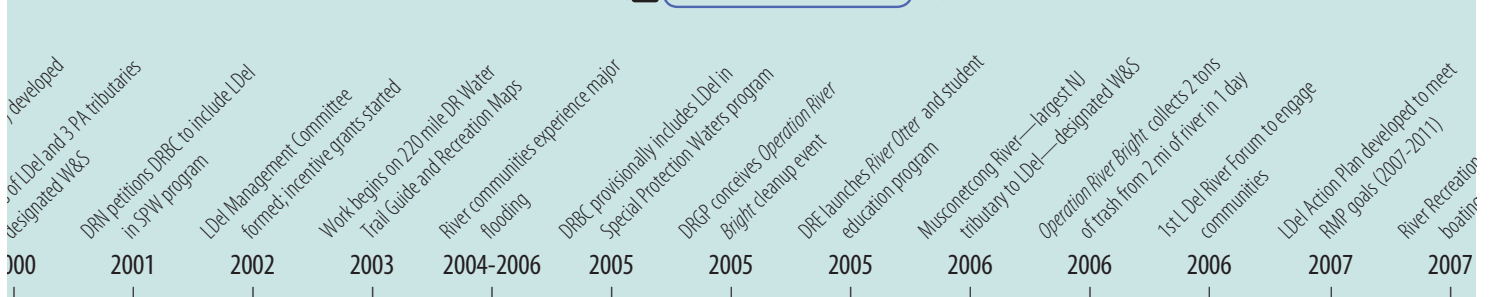 developed
of LDel and 3 PA tributaries
designated W&S
DRN petitions DRBC to include LDel
in SPW program
LDel Management Committee
formed; incentive grants started
Work begins on 220 mile DR Water
Trail Guide and Recreation Maps
River communities experience major
flooding
DRBC provisionally includes LDel in
Special Protection Waters program
DRGP conceives Operation River
Bright cleanup event
DRE launches River Otter and student
education program
Musconetcong River—largest NJ
tributary to LDel—designated W&S
Operation River Bright collects 2 tons
of trash from 2 mi of river in 1 day
1st L Del River Forum to engage
communities
LDel Action Plan developed to meet
RMP goals (2007-2011)
River Recreation
boating
000
2001
2002
2003
2004-2006
2005
2005
2005
2006
2006
2006
2007
2007